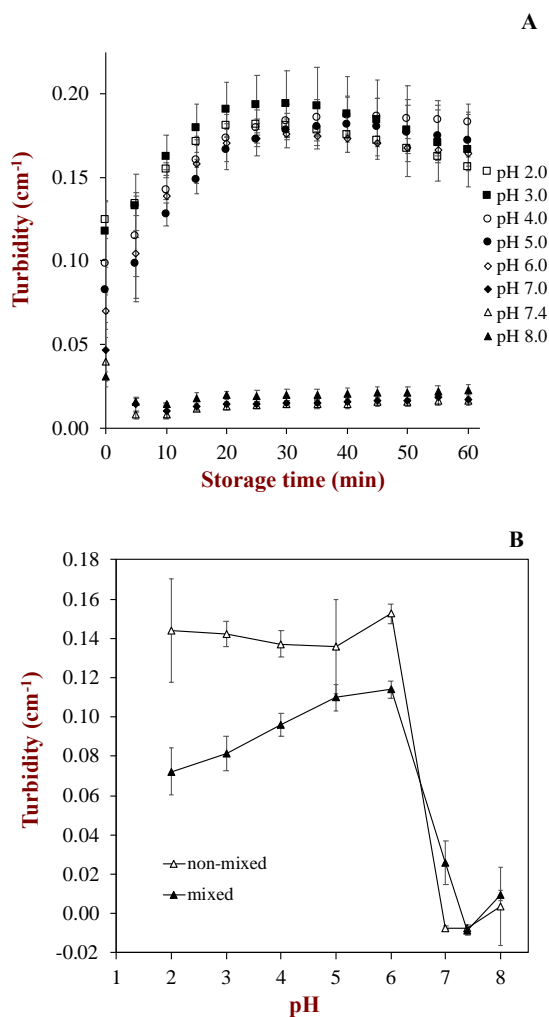 A
Turbidity (cm⁻¹)
0.20
0.15
0.10
0.05
0.00
0 10 20 30 40 50 60
Storage time (min)
pH 2.0
pH 3.0
pH 4.0
pH 5.0
pH 6.0
pH 7.0
pH 7.4
pH 8.0
B
Turbidity (cm⁻¹)
0.18
0.16
0.14
0.12
0.10
0.08
0.06
0.04
0.02
0.00
-0.02
non-mixed
mixed
1 2 3 4 5 6 7 8
pH